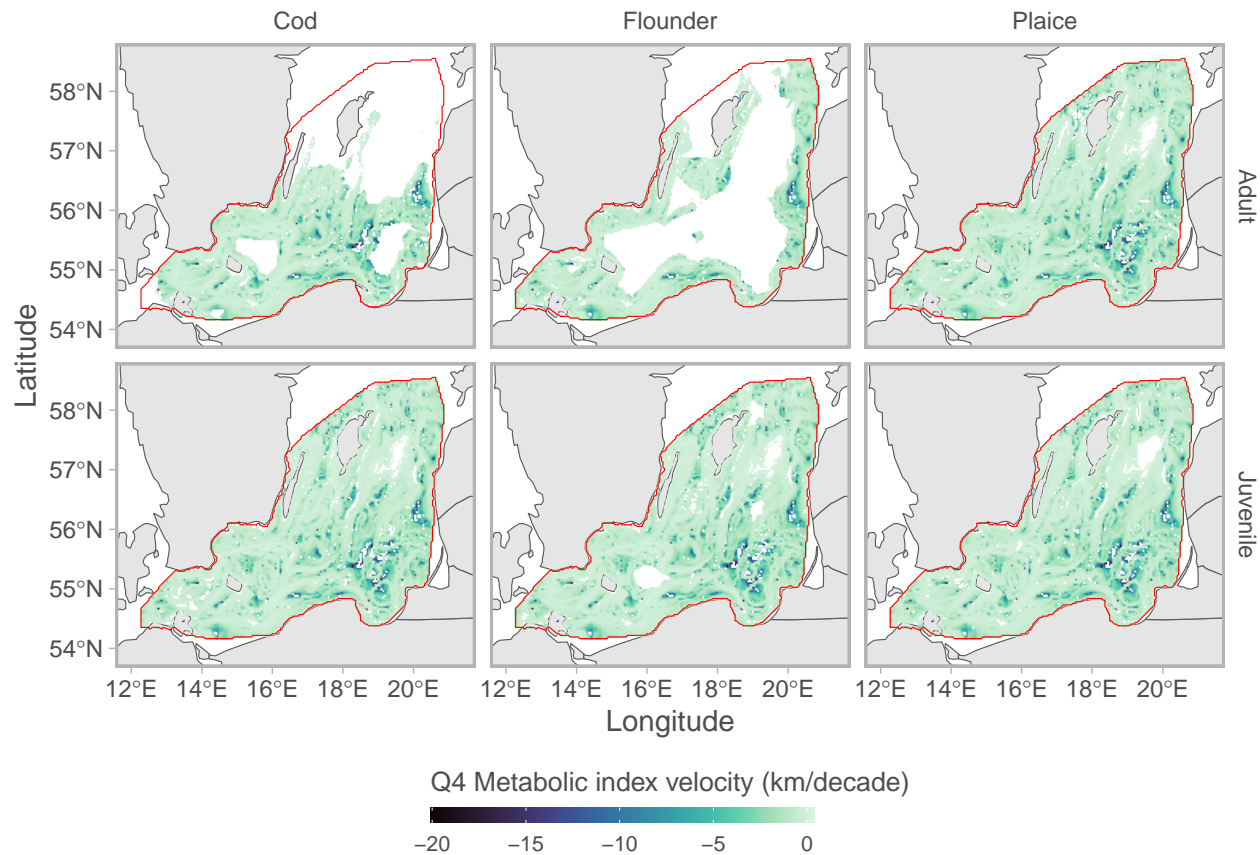 Cod Flounder Plaice
58°N
57°N
56°N
55°N
54°N
Adult
Latitude
58°N
57°N
56°N
55°N
54°N
Juvenile
12°E 14°E 16°E 18°E 20°E 12°E 14°E 16°E 18°E 20°E 12°E 14°E 16°E 18°E 20°E
Longitude
Q4 Metabolic index velocity (km/decade)
−20 −15 −10 −5 0